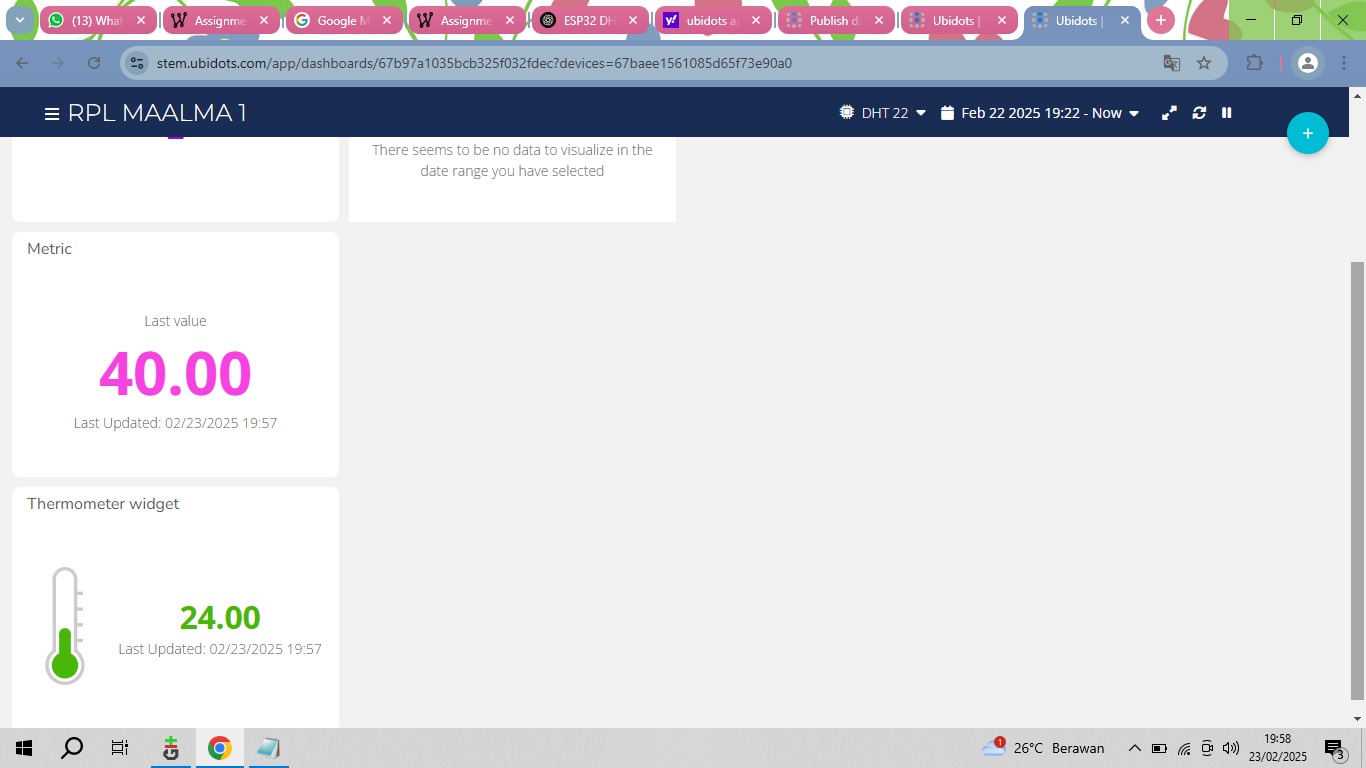 (13) What
Assignme
Google M
Assignme
ESP32 DH
ubidots a
Publish d
Ubidots |
Ubidots |
stem.ubidots.com/app/dashboards/67b97a1035bcb325f032fdec?devices=67baee1561085d65f73e90a0
RPL MAALMA 1
DHT 22
Feb 22 2025 19:22 - Now
There seems to be no data to visualize in the
date range you have selected
Metric
Last value
40.00
Last Updated: 02/23/2025 19:57
Thermometer widget
24.00
Last Updated: 02/23/2025 19:57
1
26°C Berawan
19:58
23/02/2025
3